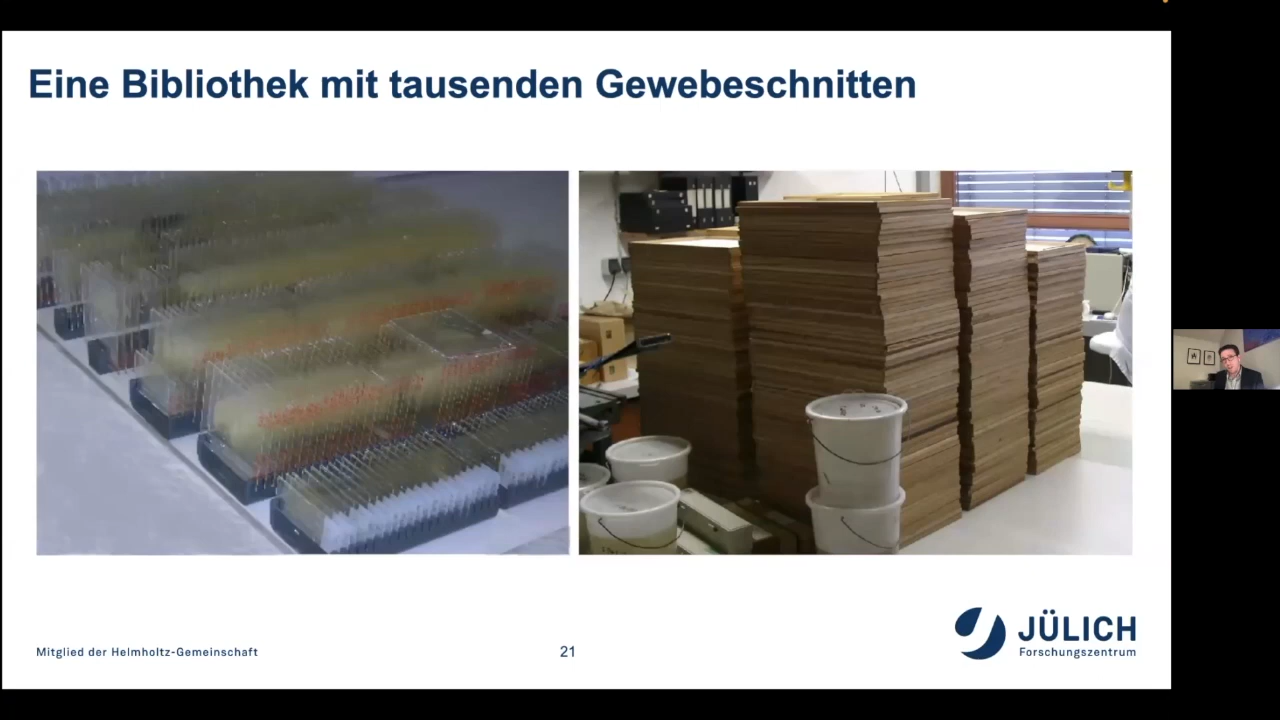 Eine Bibliothek mit tausenden Gewebeschnitten
Mitglied der Helmholtz-Gemeinschaft
21
JÜLICH
Forschungszentrum